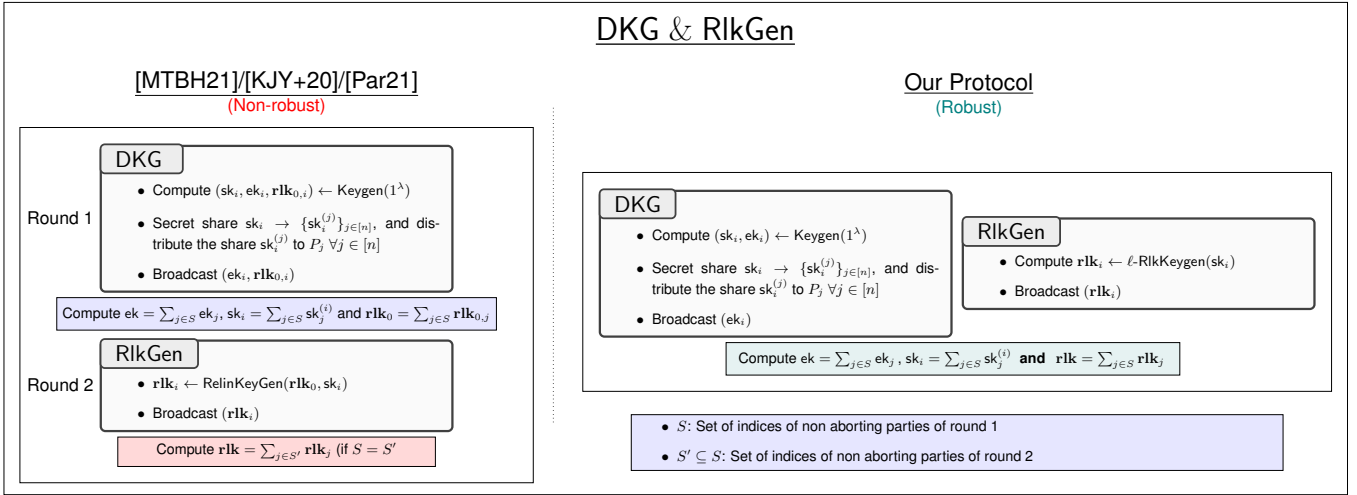 DKG & RlkGen
[MTBH21]/[KJY+20]/[Par21]
(Non-robust)
Round 1
DKG
• Compute (sk_i, ek_i, rlk_{0,i}) ← Keygen(1^λ)
• Secret share sk_i → {sk_i^{(j)}}_{j∈[n]}, and dis-
tribute the share sk_i^{(j)} to P_j ∀j ∈ [n]
• Broadcast (ek_i, rlk_{0,i})
Compute ek = ∑_{j∈S} ek_j, sk_i = ∑_{j∈S} sk_j^{(i)} and rlk_0 = ∑_{j∈S} rlk_{0,j}
Round 2
RlkGen
• rlk_i ← RelinKeyGen(rlk_0, sk_i)
• Broadcast (rlk_i)
Compute rlk = ∑_{j∈S′} rlk_j (if S = S′
Our Protocol
(Robust)
DKG
• Compute (sk_i, ek_i) ← Keygen(1^λ)
• Secret share sk_i → {sk_i^{(j)}}_{j∈[n]}, and dis-
tribute the share sk_i^{(j)} to P_j ∀j ∈ [n]
• Broadcast (ek_i)
RlkGen
• Compute rlk_i ← ℓ-RlkKeygen(sk_i)
• Broadcast (rlk_i)
Compute ek = ∑_{j∈S} ek_j , sk_i = ∑_{j∈S} sk_j^{(i)} and rlk = ∑_{j∈S} rlk_j
• S: Set of indices of non aborting parties of round 1
• S′ ⊆ S: Set of indices of non aborting parties of round 2